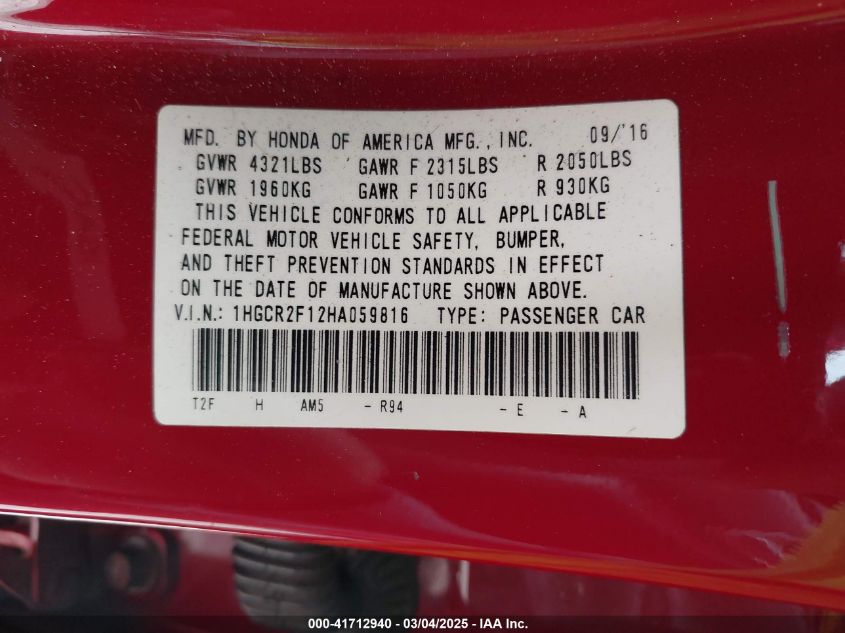 MFD. BY HONDA OF AMERICA MFG., INC. 09/'16
GVWR 4321LBS GAWR F 2315LBS R 2050LBS
GVWR 1960KG GAWR F 1050KG R 930KG
THIS VEHICLE CONFORMS TO ALL APPLICABLE
FEDERAL MOTOR VEHICLE SAFETY, BUMPER,
AND THEFT PREVENTION STANDARDS IN EFFECT
ON THE DATE OF MANUFACTURE SHOWN ABOVE.
V.I.N.: 1HGCR2F12HA059816 TYPE: PASSENGER CAR
T2F H AM5 - R94 - E - A
000-41712940 - 03/04/2025 - IAA Inc.